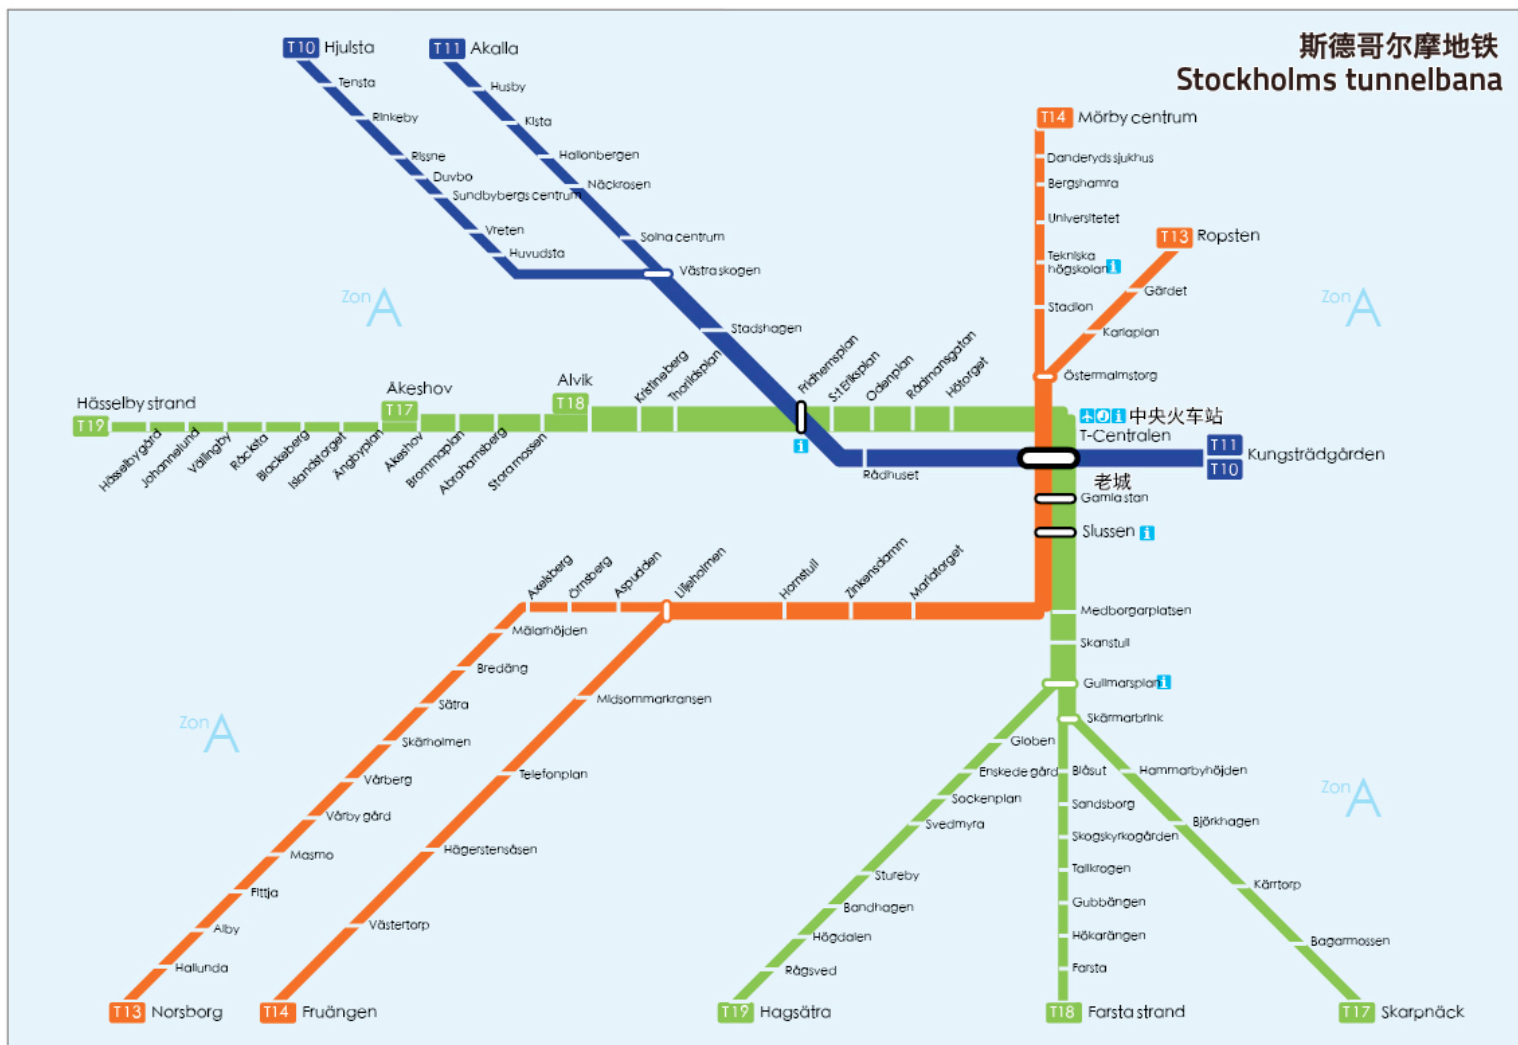 斯德哥尔摩地铁
Stockholms tunnelbana
T10 Hjulsta
Tensta
Rinkeby
Rissne
Duvbo
Sundbybergs centrum
Vreten
Huvudsta
T11 Akalla
Husby
Kista
Hallonbergen
Näckrosen
Solna centrum
Västra skogen
Stadshagen
T14 Mörby centrum
Danderyds sjukhus
Bergshamra
Universitetet
Tekniska
högskolan i
Stadion
T13 Ropsten
Gärdet
Karlaplan
Östermalmstorg
Zon A
Zon A
Hässelby strand
T19
Hässelby gård
Johannelund
Vällingby
Råcksta
Blackeberg
Islandstorget
Ängbyplan
Åkeshov
T17
Åkeshov
Brommaplan
Abrahamsberg
Stora mossen
Alvik
T18
Kristineberg
Thorildsplan
Fridhemsplan
i
S:t Eriksplan
Odenplan
Rådmansgatan
Hötorget
i 中央火车站
T-Centralen
T11
T10
Kungsträdgården
Rådhuset
老城
Gamla stan
Slussen i
Axelsberg
Örnsberg
Aspudden
Liljeholmen
Hornstull
Zinkensdamm
Mariatorget
Medborgarplatsen
Skanstull
Gullmarsplan i
Skärmarbrink
Mälarhöjden
Bredäng
Sätra
Skärholmen
Vårberg
Vårby gård
Masmo
Fittja
Alby
Hallunda
T13 Norsborg
Midsommarkransen
Telefonplan
Hägerstensåsen
Västertorp
T14 Fruängen
Zon A
Zon A
Globen
Enskede gård
Sockenplan
Svedmyra
Stureby
Bandhagen
Högdalen
Rågsved
T19 Hagsätra
Blåsut
Sandsborg
Skogskyrkogården
Tallkrogen
Gubbängen
Hökarängen
Farsta
T18 Farsta strand
Hammarbyhöjden
Björkhagen
Kärrtorp
Bagarmossen
T17 Skarpnäck